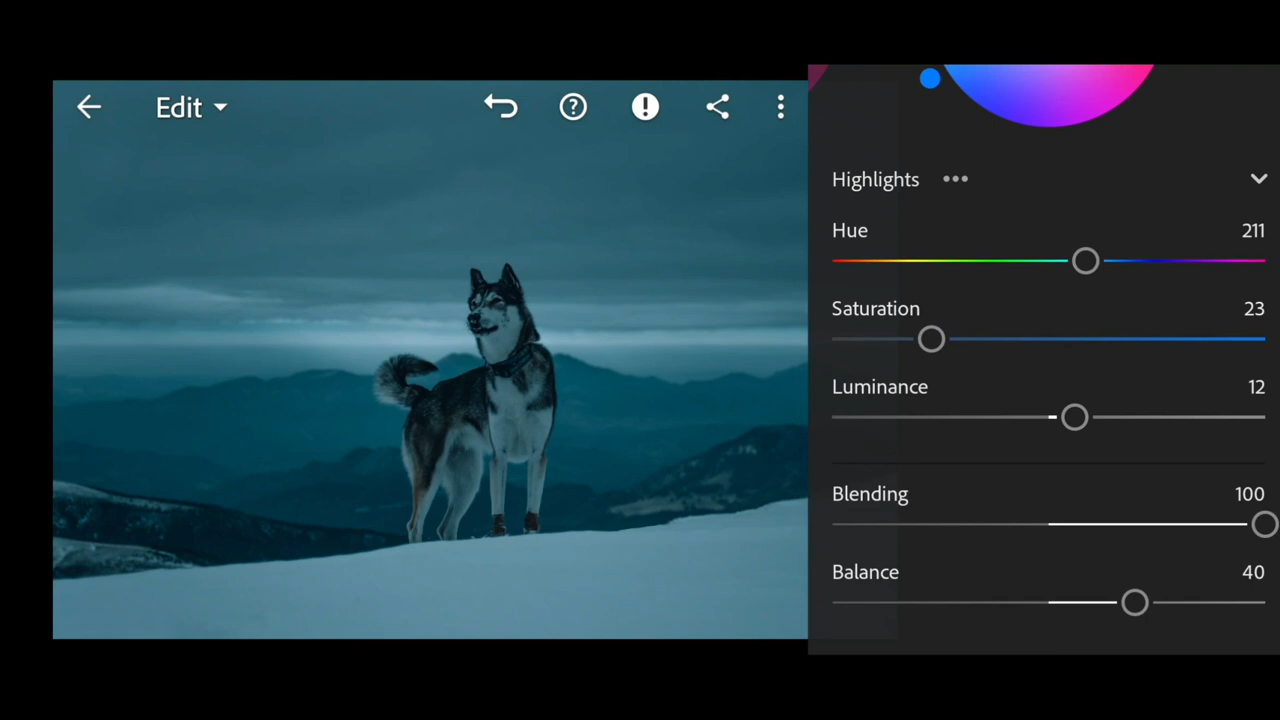 Edit
Highlights
Hue 211
Saturation 23
Luminance 12
Blending 100
Balance 40